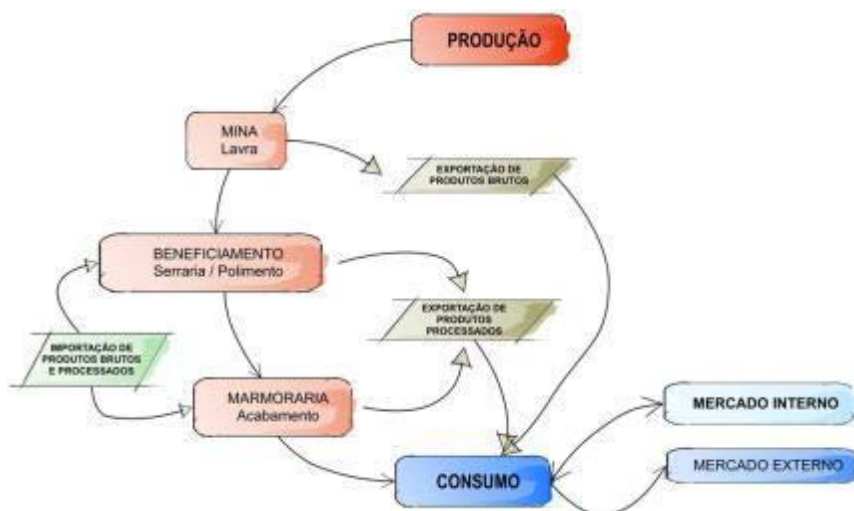 PRODUÇÃO
MINA
Lavra
EXPORTAÇÃO DE
PRODUTOS BRUTOS
BENEFICIAMENTO
Serraria / Polimento
EXPORTAÇÃO DE
PRODUTOS
PROCESSADOS
IMPORTAÇÃO DE
PRODUTOS BRUTOS
E PROCESSADOS
MARMORARIA
Acabamento
MERCADO INTERNO
CONSUMO
MERCADO EXTERNO